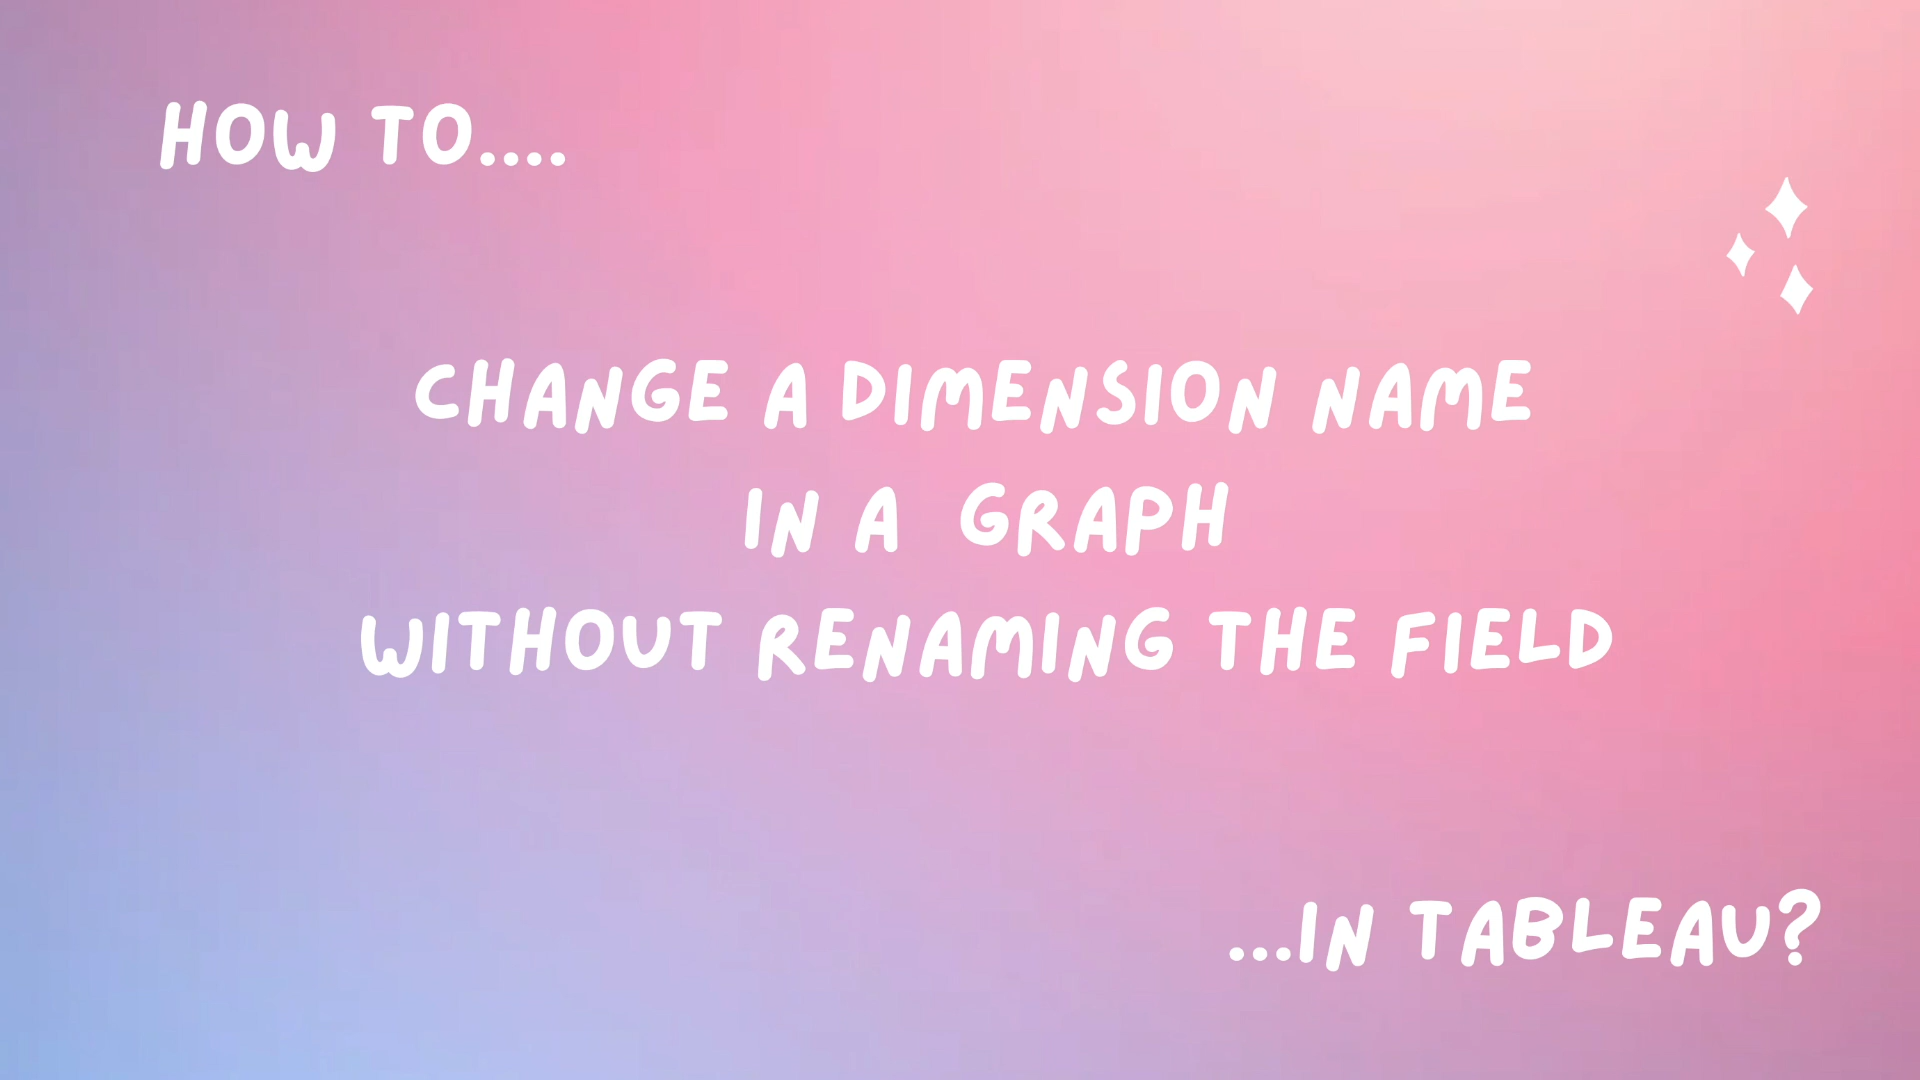 HOW TO....
CHANGE A DIMENSION NAME
IN A GRAPH
WITHOUT RENAMING THE FIELD
...IN TABLEAU?